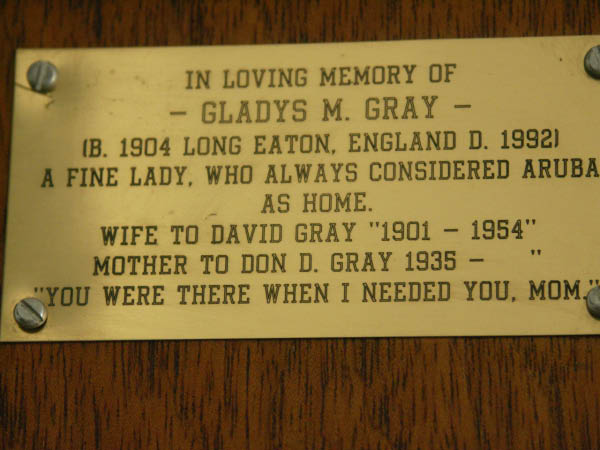 IN LOVING MEMORY OF
- GLADYS M. GRAY -
(B. 1904 LONG EATON, ENGLAND D. 1992)
A FINE LADY, WHO ALWAYS CONSIDERED ARUBA
AS HOME.
WIFE TO DAVID GRAY "1901 - 1954"
MOTHER TO DON D. GRAY 1935 -     "
"YOU WERE THERE WHEN I NEEDED YOU, MOM."